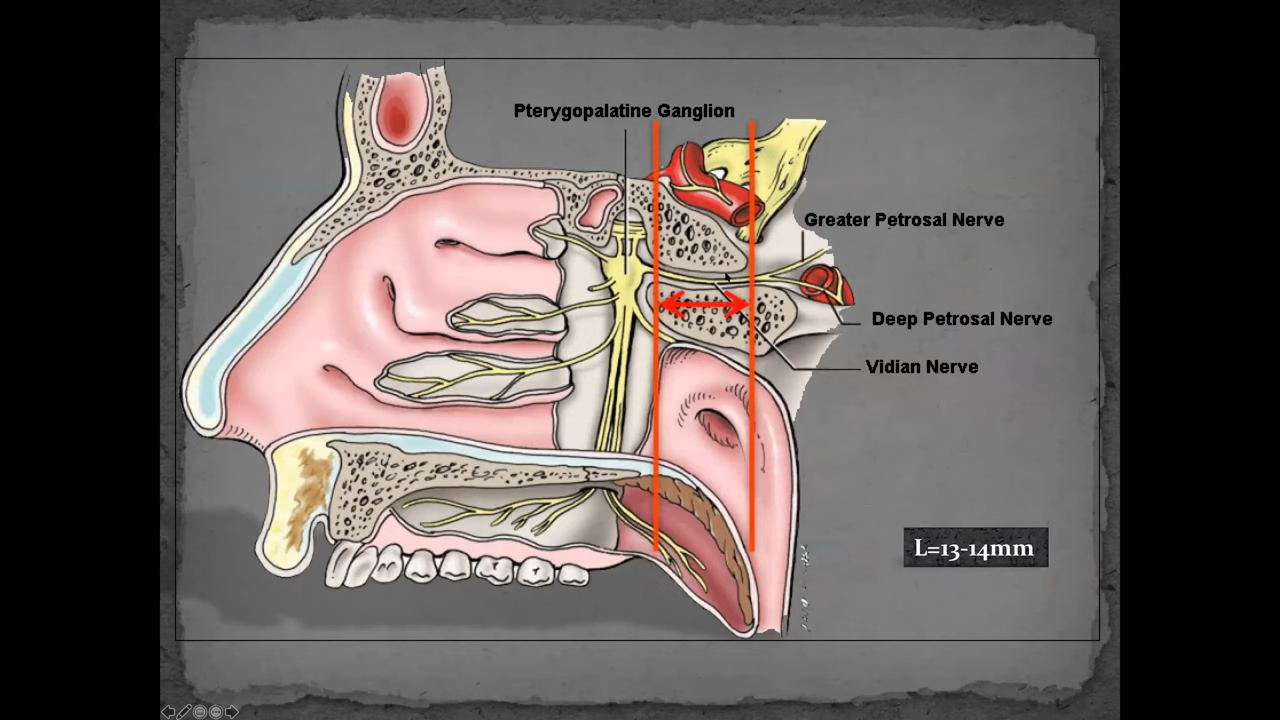 Pterygopalatine Ganglion
Greater Petrosal Nerve
Deep Petrosal Nerve
Vidian Nerve
L=13-14mm